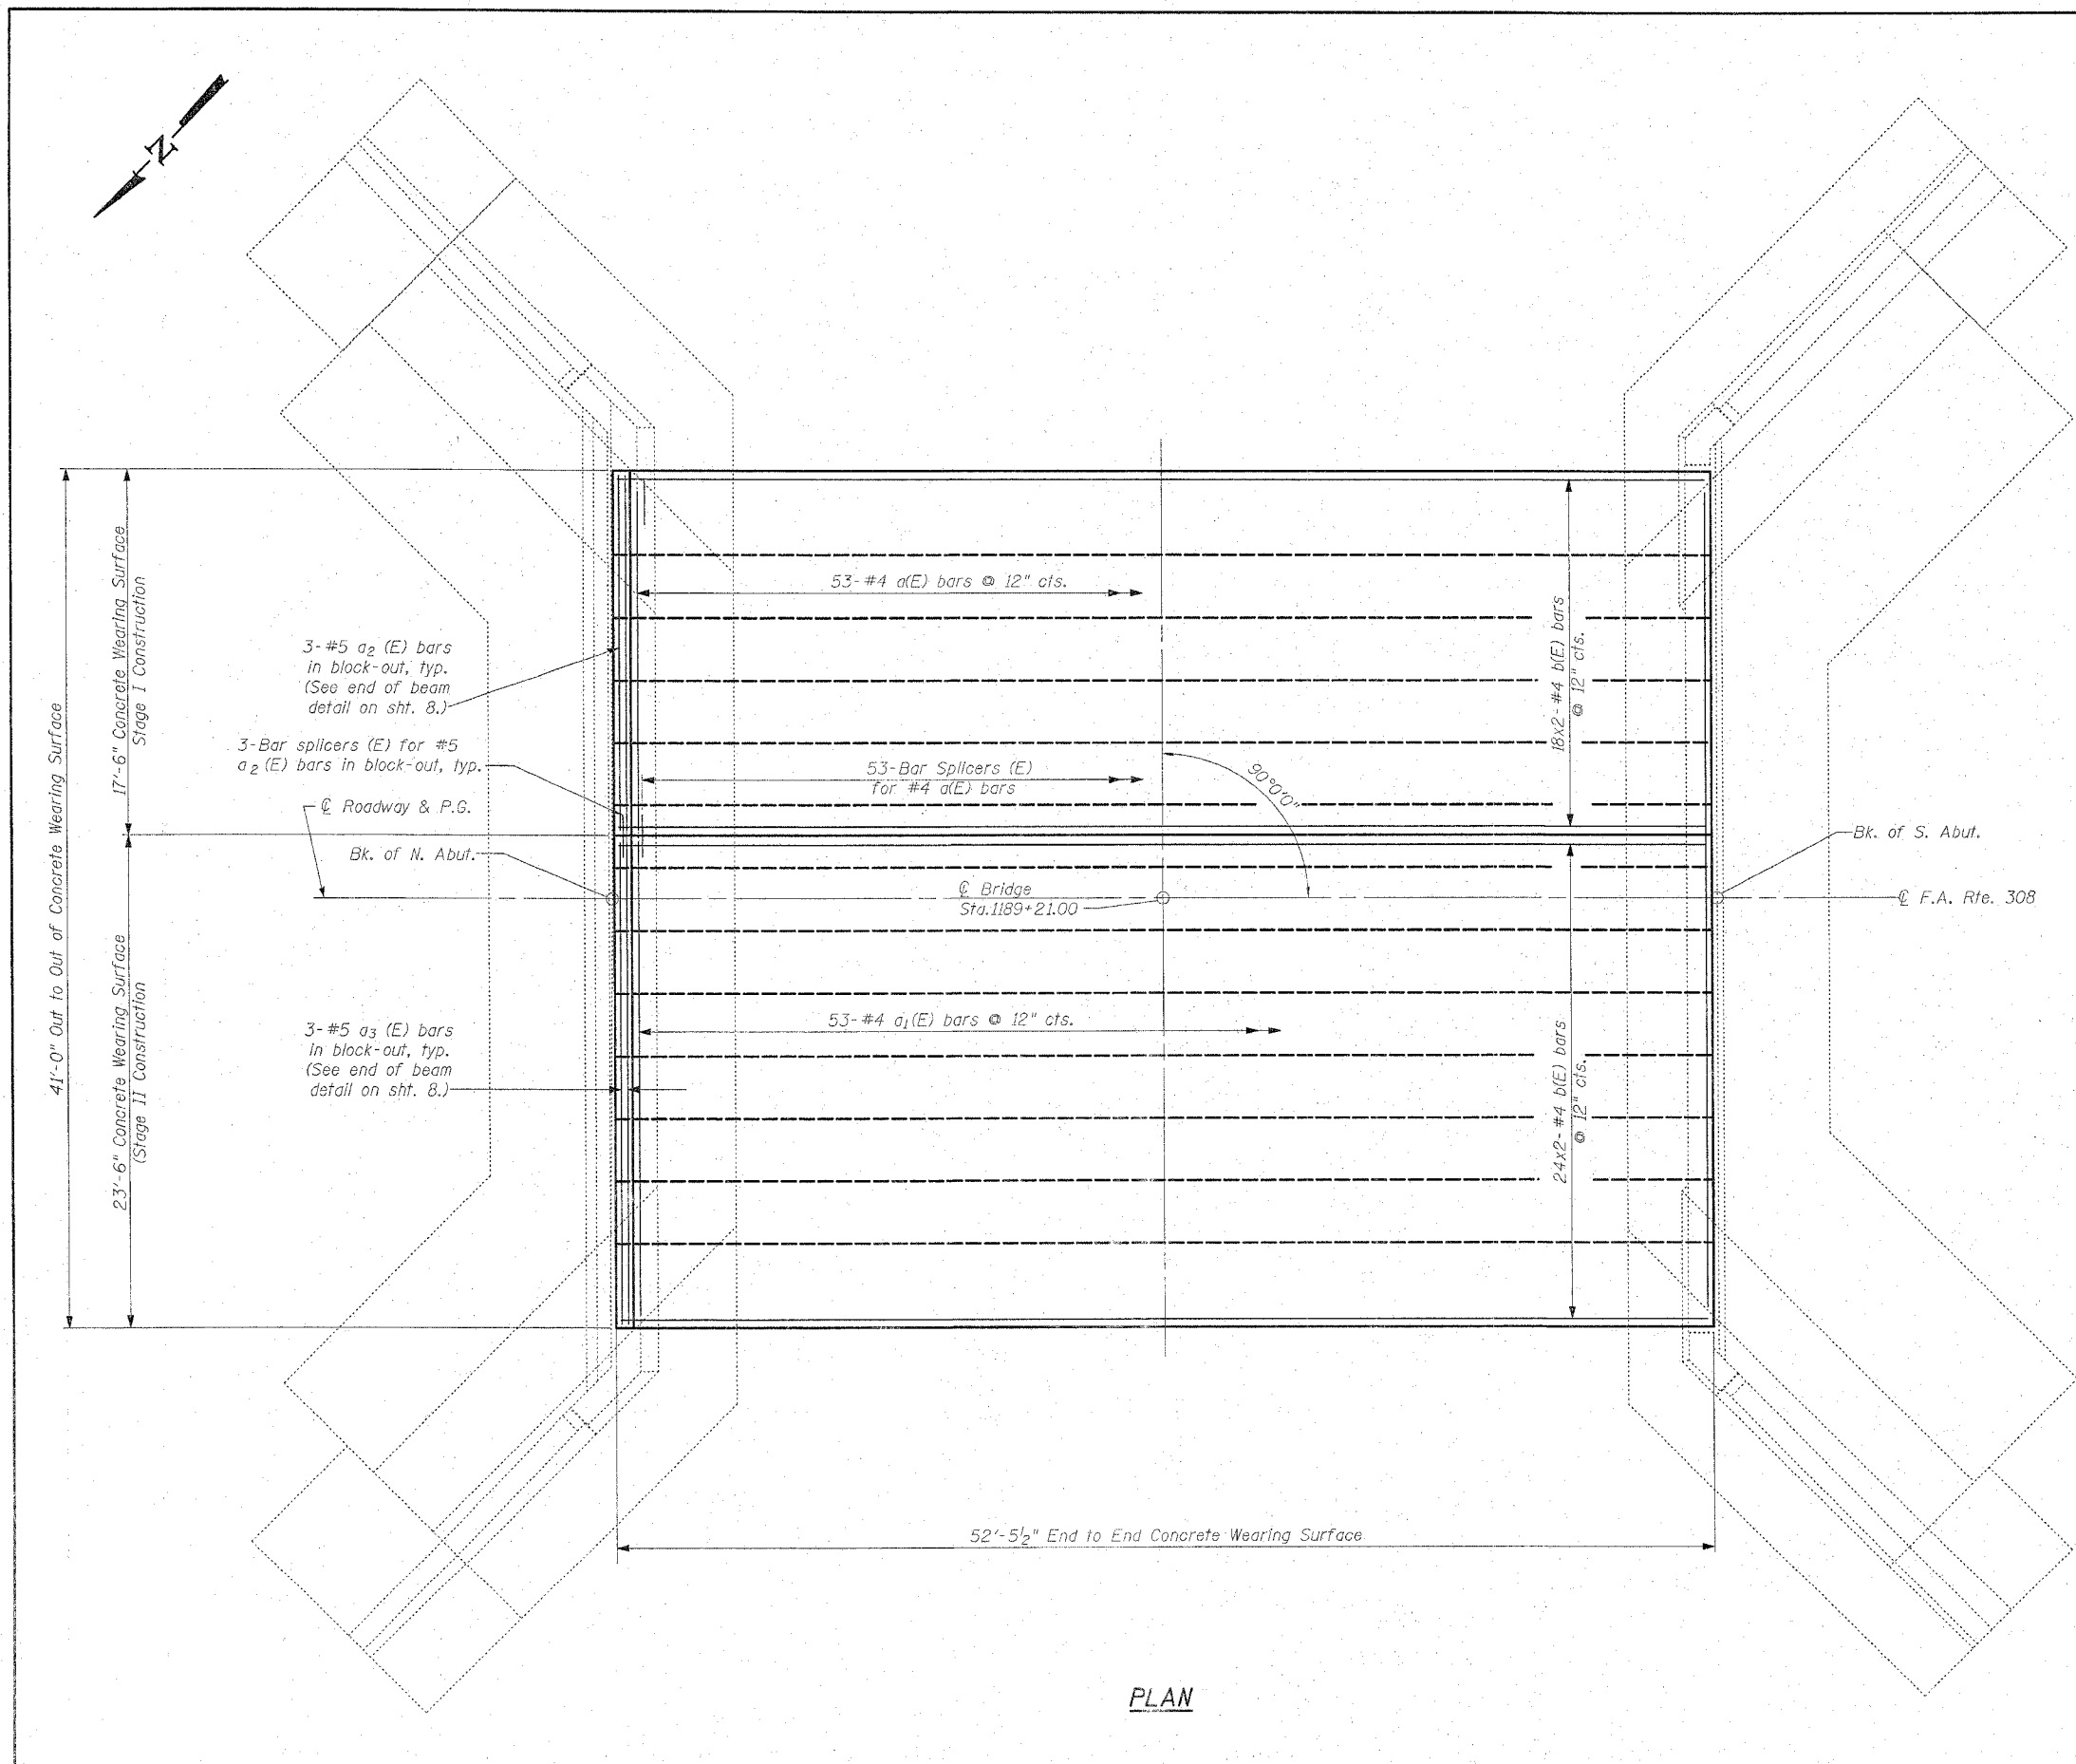 N
53-#4 a(E) bars @ 12" cts.
18x2-#4 b(E) bars
@ 12" cts.
3-#5 a2 (E) bars
in block-out, typ.
(See end of beam
detail on sht. 8.)
17'-6" Concrete Wearing Surface
Stage I Construction
41'-0" Out to Out of Concrete Wearing Surface
3-Bar splicers (E) for #5
a2 (E) bars in block-out, typ.
53-Bar Splicers (E)
for #4 a(E) bars
90°0'0"
℄ Roadway & P.G.
Bk. of N. Abut.
Bk. of S. Abut.
℄ Bridge
Sta.1189+21.00
℄ F.A. Rte. 308
23'-6" Concrete Wearing Surface
(Stage II Construction
3-#5 a3 (E) bars
in block-out, typ.
(See end of beam
detail on sht. 8.)
53-#4 a1(E) bars @ 12" cts.
24x2-#4 b(E) bars
@ 12" cts.
52'-5½" End to End Concrete Wearing Surface
PLAN